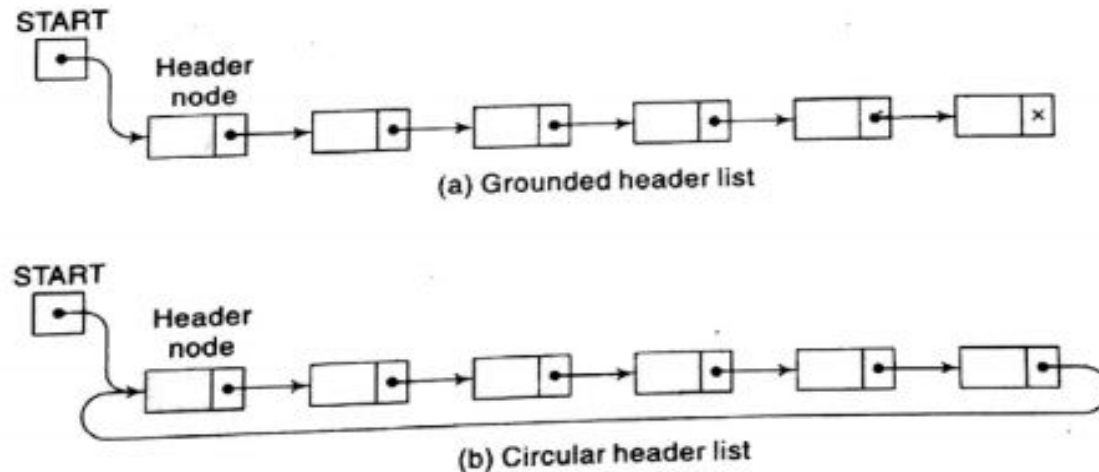 START
Header
node
×
(a) Grounded header list
START
Header
node
(b) Circular header list